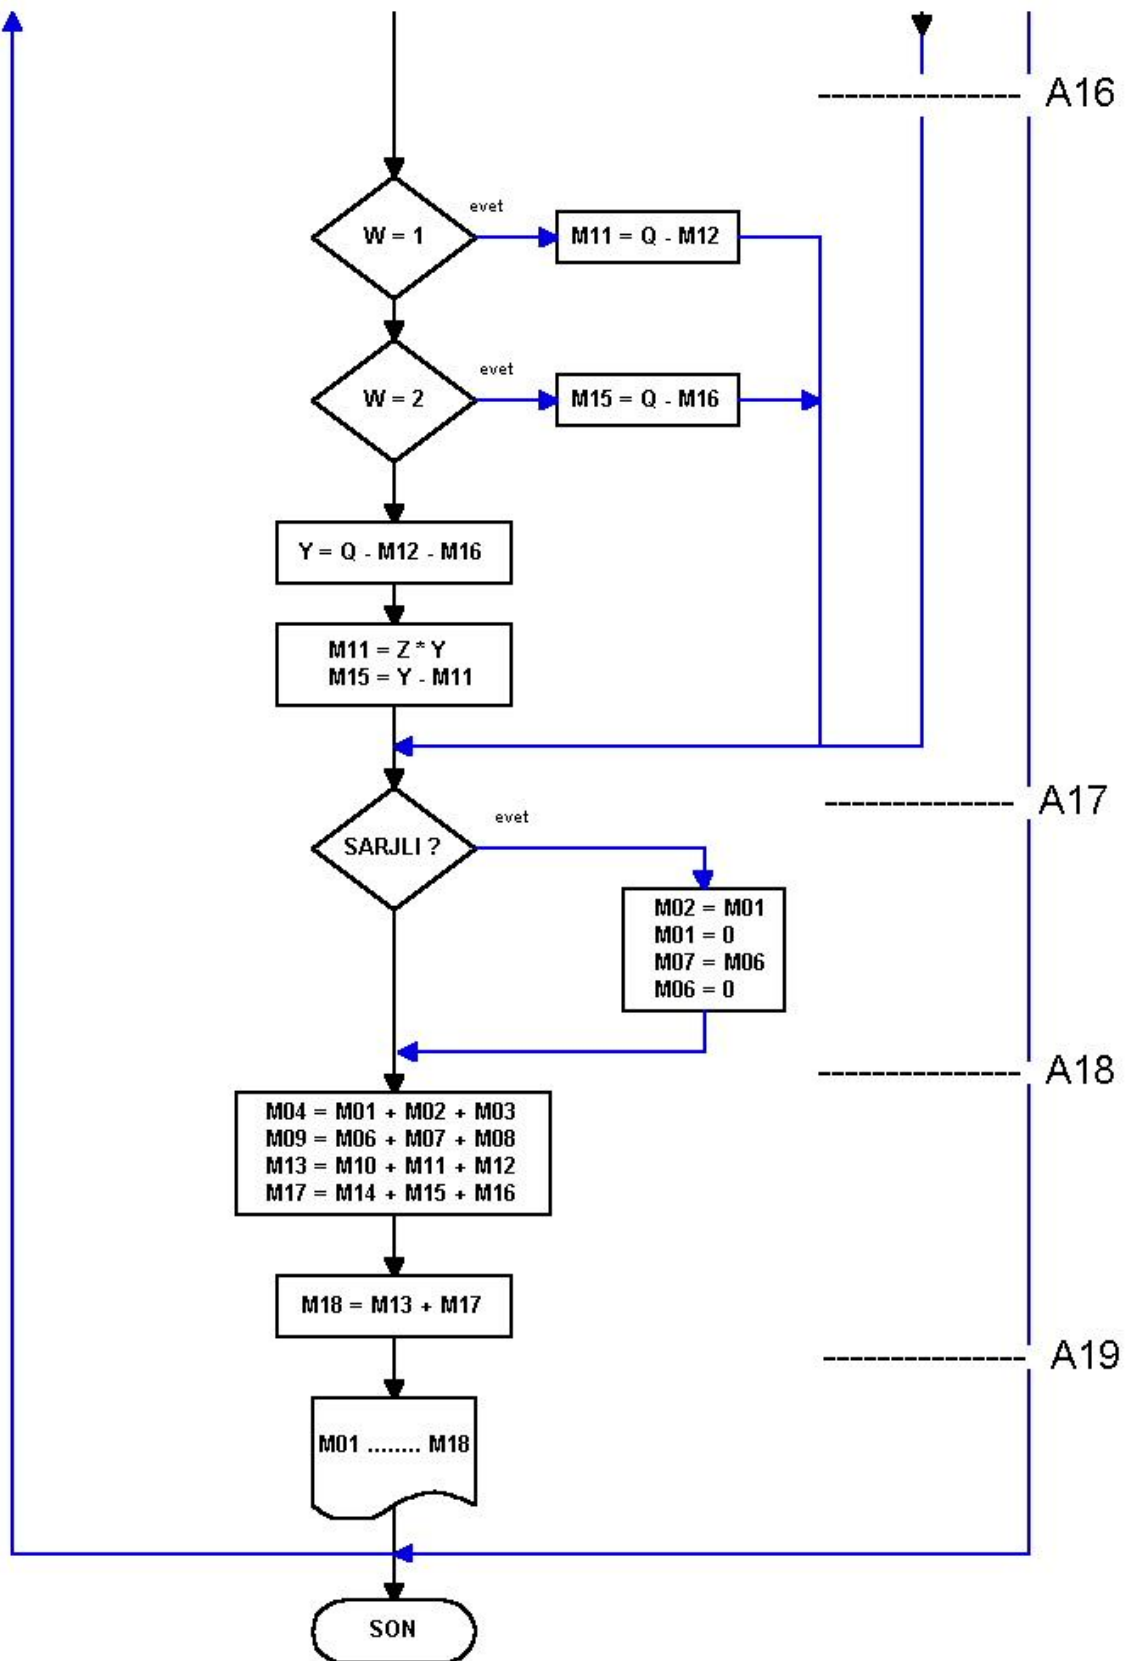 A16
evet
W = 1
M11 = Q - M12
evet
W = 2
M15 = Q - M16
Y = Q - M12 - M16
M11 = Z * Y
M15 = Y - M11
A17
evet
SARJLI ?
M02 = M01
M01 = 0
M07 = M06
M06 = 0
A18
M04 = M01 + M02 + M03
M09 = M06 + M07 + M08
M13 = M10 + M11 + M12
M17 = M14 + M15 + M16
M18 = M13 + M17
A19
M01 ........ M18
SON